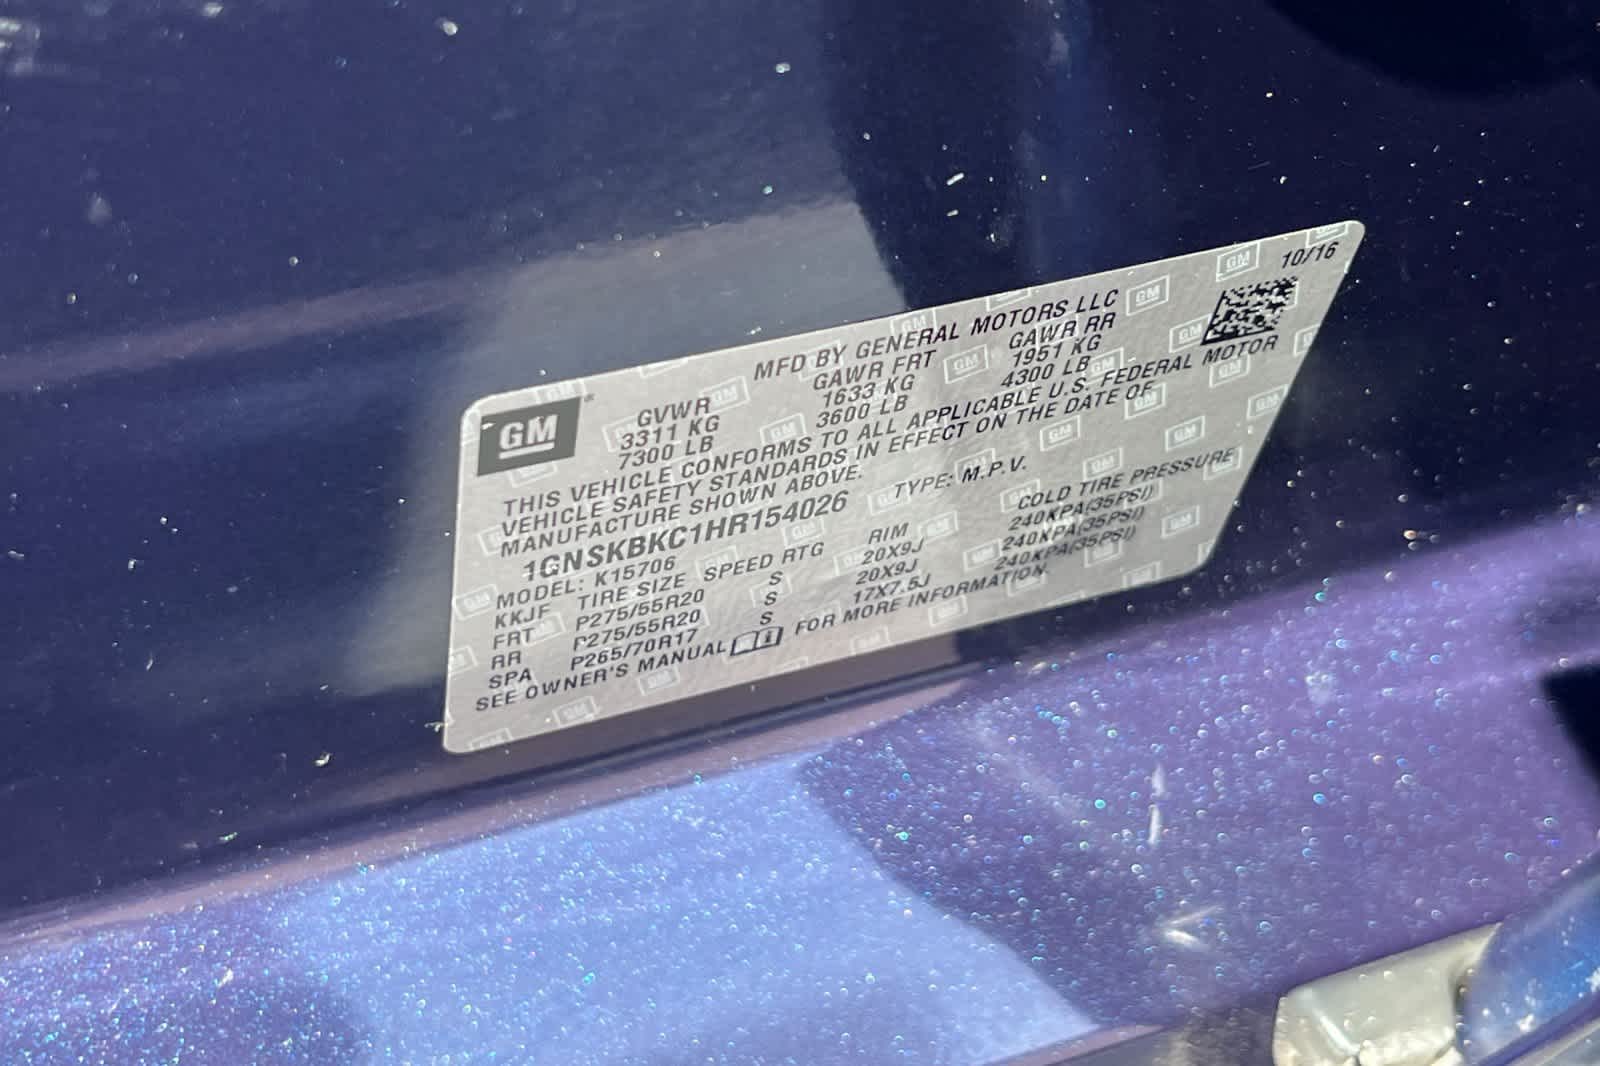 10/16
MFD BY GENERAL MOTORS LLC
GM
GVWR GAWR FRT GAWR RR
3311 KG 1633 KG 1951 KG
7300 LB 3600 LB 4300 LB
THIS VEHICLE CONFORMS TO ALL APPLICABLE U.S. FEDERAL MOTOR
VEHICLE SAFETY STANDARDS IN EFFECT ON THE DATE OF
MANUFACTURE SHOWN ABOVE.
1GNSKBKC1HR154026 TYPE: M.P.V.
MODEL: K15706
KKJF TIRE SIZE SPEED RTG RIM COLD TIRE PRESSURE
FRT P275/55R20 S 20X9J 240KPA(35PSI)
RR P275/55R20 S 20X9J 240KPA(35PSI)
SPA P265/70R17 S 17X7.5J 240KPA(35PSI)
SEE OWNER'S MANUAL FOR MORE INFORMATION.